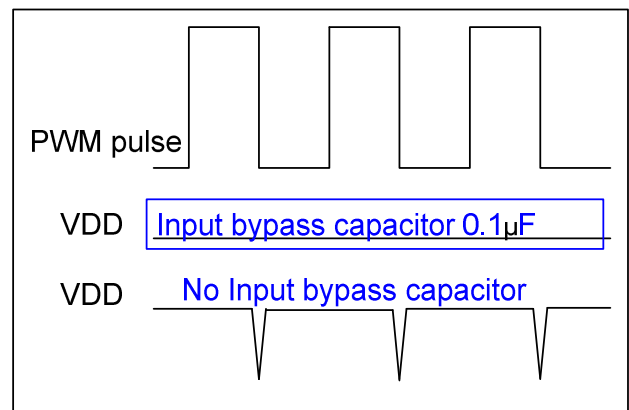 PWM pulse
VDD Input bypass capacitor 0.1μF
VDD No Input bypass capacitor